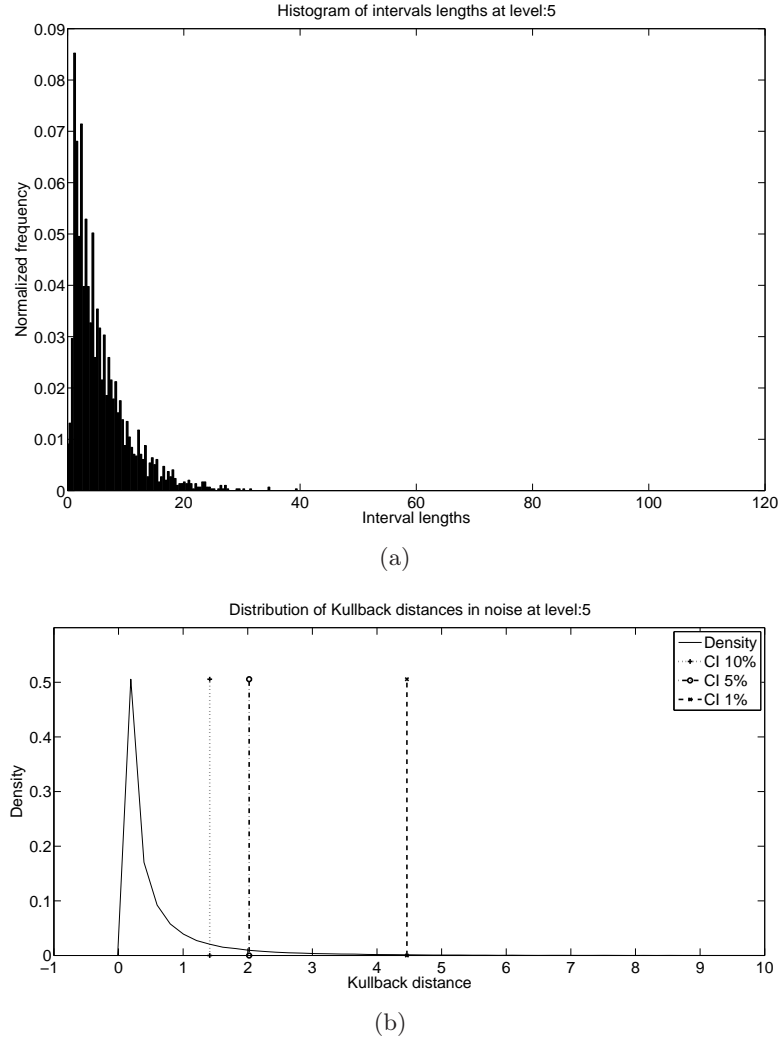 Histogram of intervals lengths at level:5
0.09
0.08
0.07
0.06
0.05
0.04
0.03
0.02
0.01
0
Normalized frequency
0 20 40 60 80 100 120
Interval lengths
(a)
Distribution of Kullback distances in noise at level:5
Density
CI 10%
CI 5%
CI 1%
0.5
0.4
0.3
0.2
0.1
0
Density
−1 0 1 2 3 4 5 6 7 8 9 10
Kullback distance
(b)